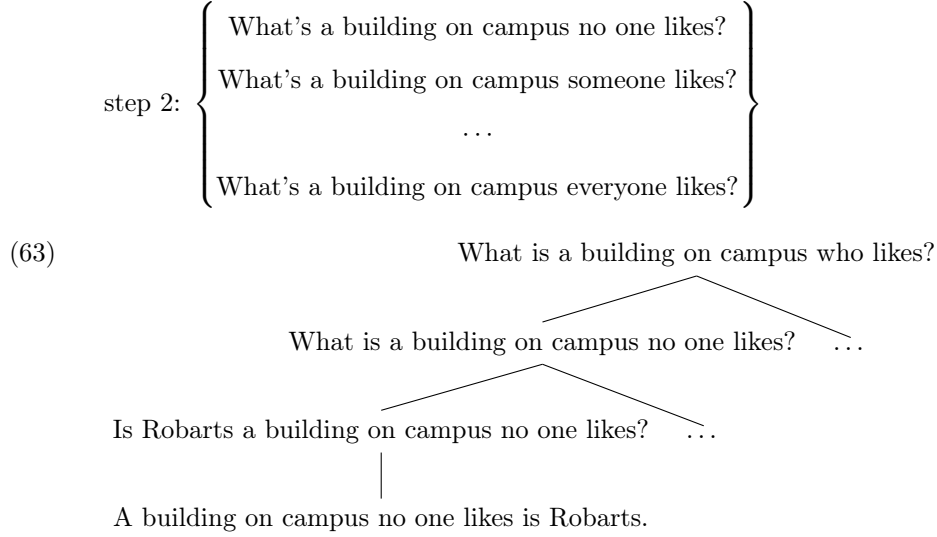 What's a building on campus no one likes?
What's a building on campus someone likes?
step 2:
...
What's a building on campus everyone likes?
(63) What is a building on campus who likes?
What is a building on campus no one likes? ...
Is Robarts a building on campus no one likes? ...
A building on campus no one likes is Robarts.